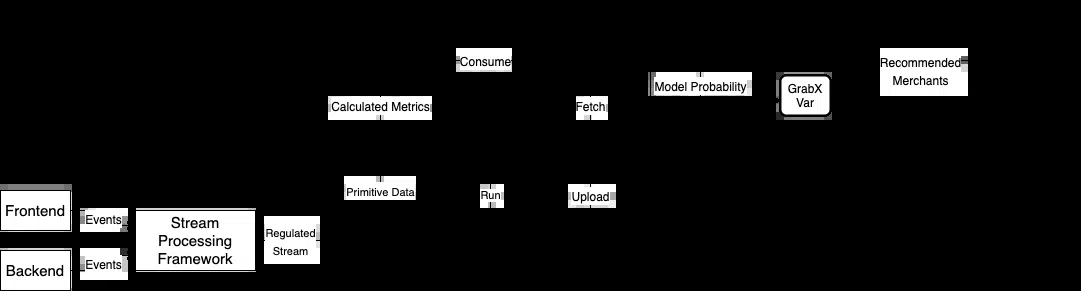 Consume
Recommended
Merchants
Model Probability
GrabX
Var
Calculated Metrics
Fetch
Primitive Data
Run
Upload
Frontend
Events
Stream
Processing
Framework
Regulated
Stream
Backend
Events